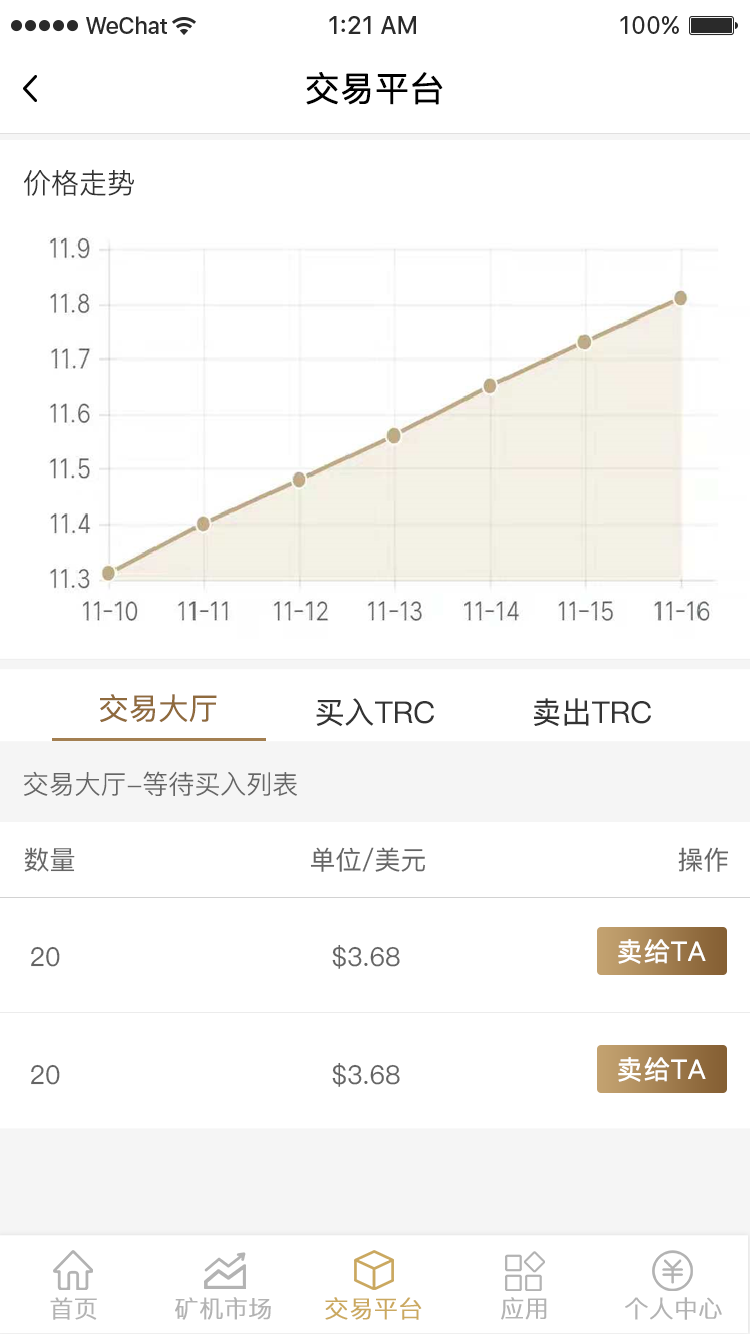 WeChat 1:21 AM 100%
交易平台
价格走势
11.9
11.8
11.7
11.6
11.5
11.4
11.3
11-10 11-11 11-12 11-13 11-14 11-15 11-16
交易大厅 买入TRC 卖出TRC
交易大厅-等待买入列表
数量 单位/美元 操作
20 $3.68 卖给TA
20 $3.68 卖给TA
首页 矿机市场 交易平台 应用 个人中心